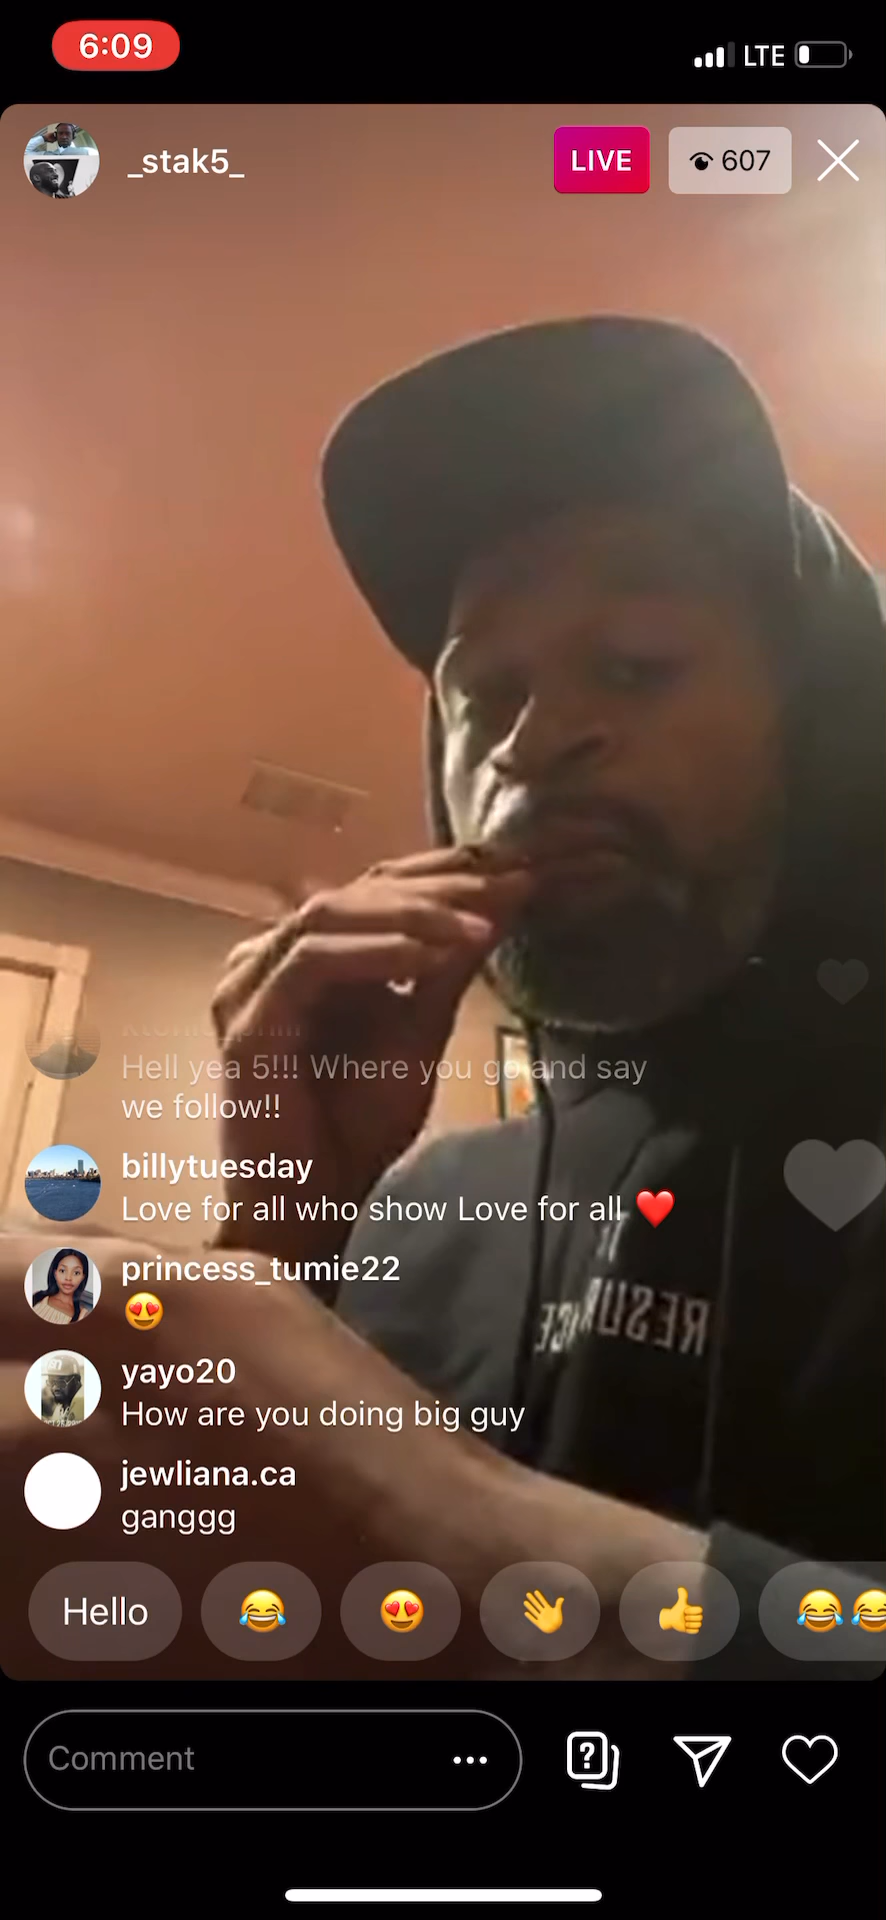 6:09
LTE
_stak5_
LIVE
607
Hell yea 5!!! Where you go and say
we follow!!
billytuesday
Love for all who show Love for all ❤️
princess_tumie22
😍
yayo20
How are you doing big guy
jewliana.ca
ganggg
Hello 😂 😍 👋 👍 😂😂
Comment